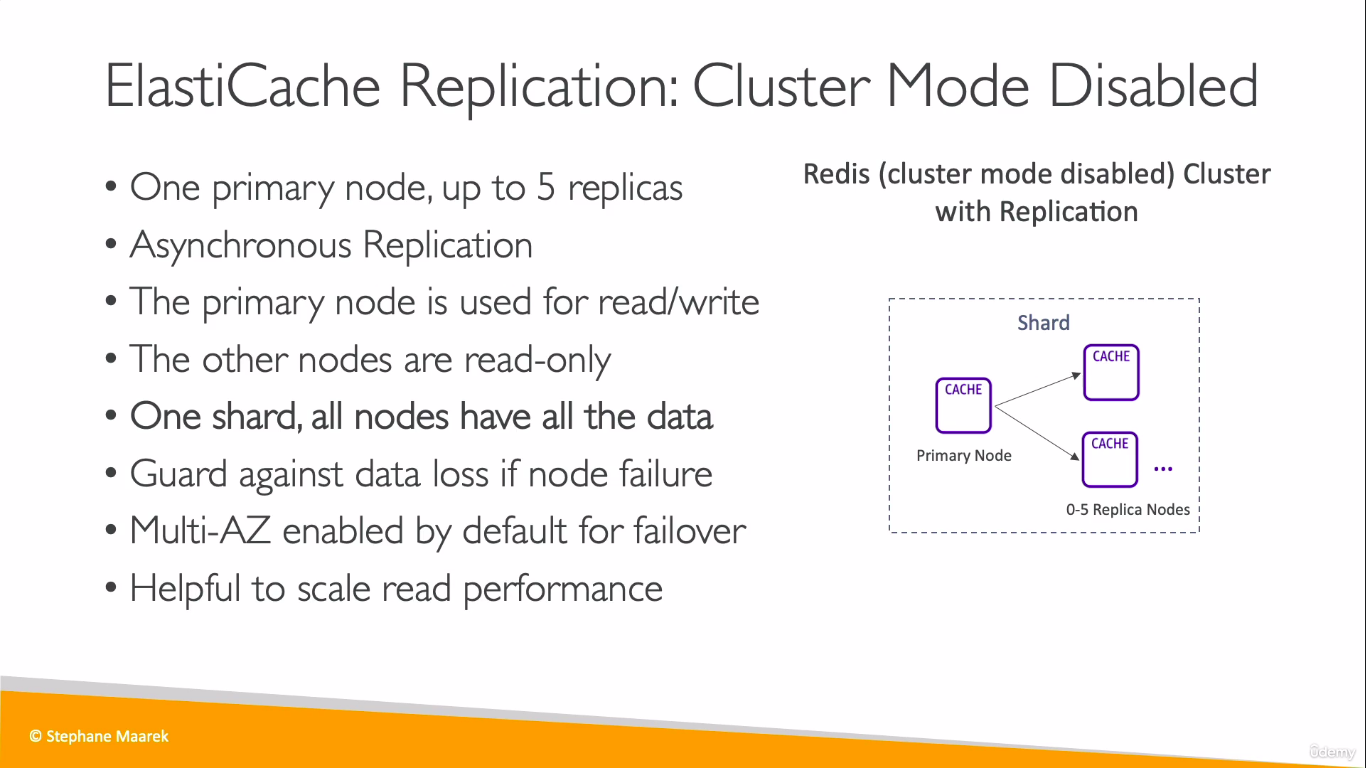 ElastiCache Replication: Cluster Mode Disabled
• One primary node, up to 5 replicas
• Asynchronous Replication
• The primary node is used for read/write
• The other nodes are read-only
• One shard, all nodes have all the data
• Guard against data loss if node failure
• Multi-AZ enabled by default for failover
• Helpful to scale read performance
Redis (cluster mode disabled) Cluster
with Replication
Shard
CACHE
CACHE
Primary Node
CACHE
...
0-5 Replica Nodes
© Stephane Maarek
ûdemy